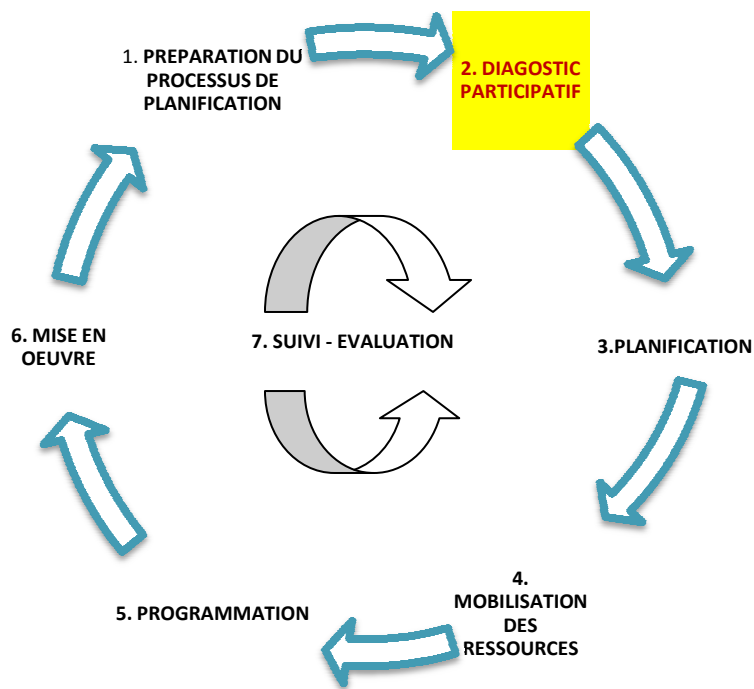 1. PREPARATION DU
PROCESSUS DE
PLANIFICATION
2. DIAGOSTIC
PARTICIPATIF
3.PLANIFICATION
4.
MOBILISATION
DES
RESSOURCES
5. PROGRAMMATION
6. MISE EN
OEUVRE
7. SUIVI - EVALUATION